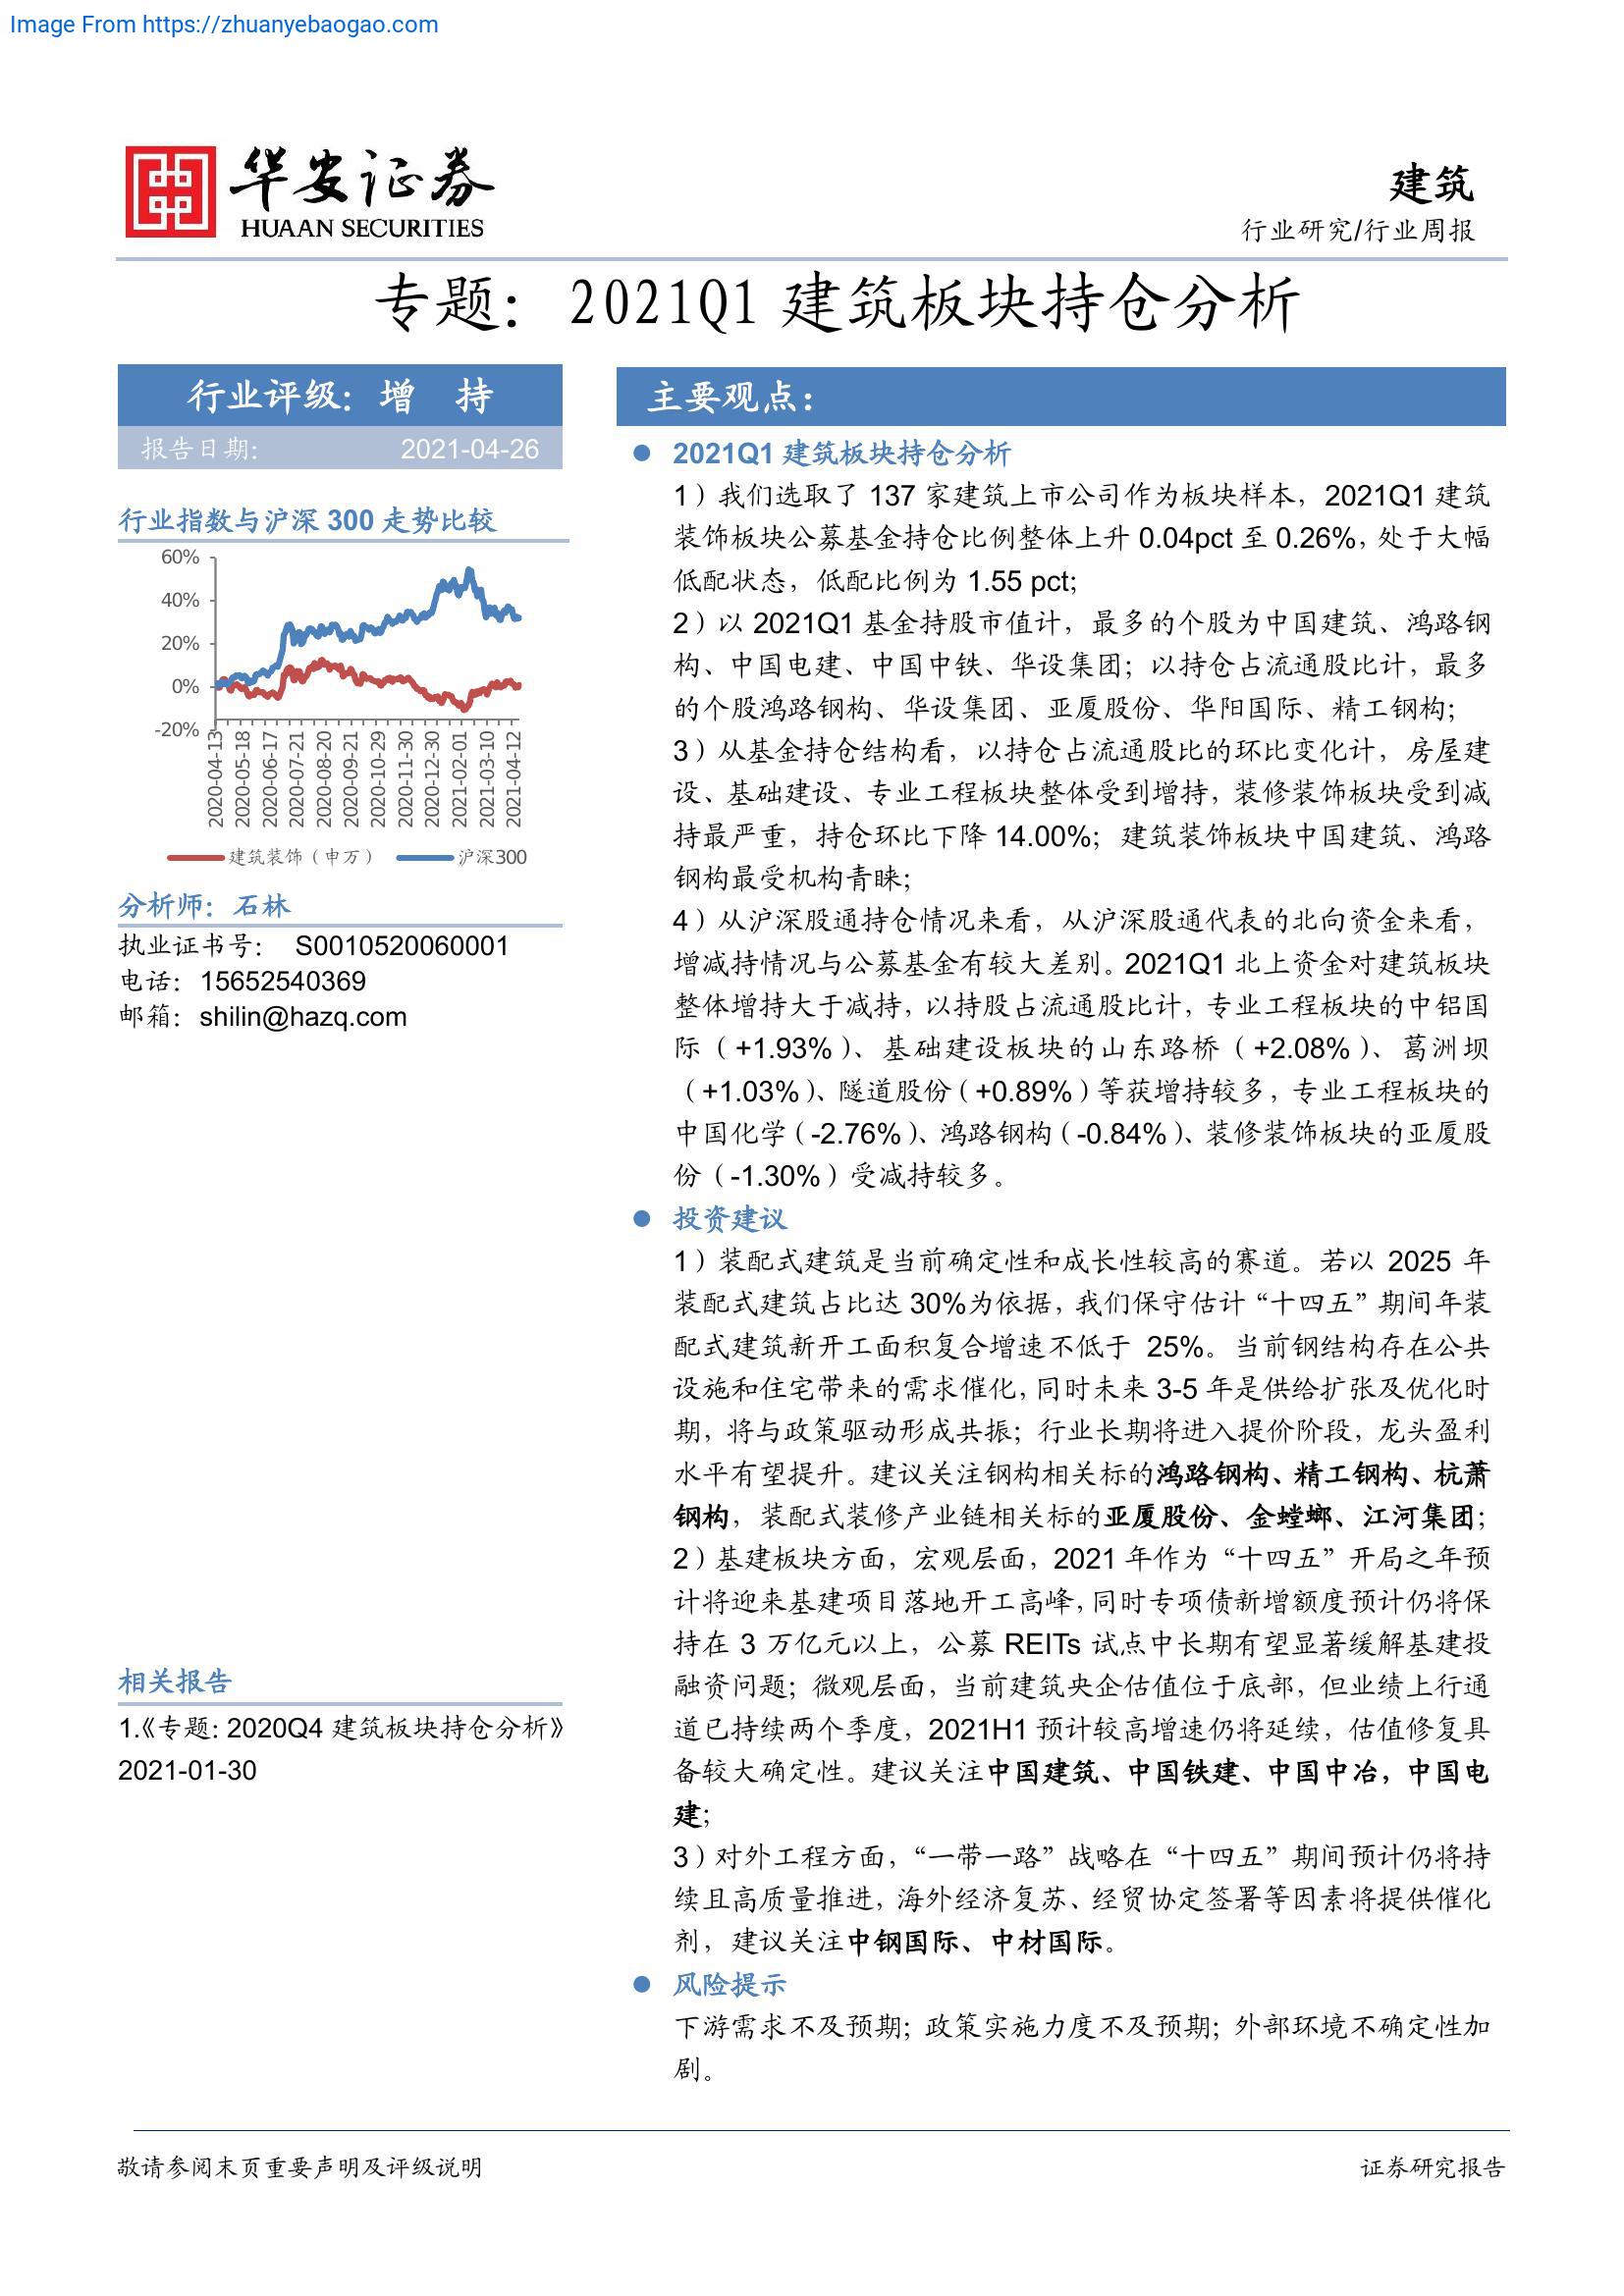 Image From https://zhuanyebaogao.com
华安证券
HUAAN SECURITIES
建筑
行业研究/行业周报
专题：2021Q1 建筑板块持仓分析
行业评级：增 持
报告日期： 2021-04-26
行业指数与沪深 300 走势比较
60%
40%
20%
0%
-20%
2020-04-13
2020-05-18
2020-06-17
2020-07-21
2020-08-20
2020-09-21
2020-10-29
2020-11-30
2020-12-30
2021-02-01
2021-03-10
2021-04-12
建筑装饰（申万） 沪深300
分析师：石林
执业证书号： S0010520060001
电话：15652540369
邮箱：shilin@hazq.com
相关报告
1.《专题：2020Q4 建筑板块持仓分析》
2021-01-30
主要观点：
2021Q1 建筑板块持仓分析
1）我们选取了 137 家建筑上市公司作为板块样本，2021Q1 建筑
装饰板块公募基金持仓比例整体上升 0.04pct 至 0.26%，处于大幅
低配状态，低配比例为 1.55 pct；
2）以 2021Q1 基金持股市值计，最多的个股为中国建筑、鸿路钢
构、中国电建、中国中铁、华设集团；以持仓占流通股比计，最多
的个股鸿路钢构、华设集团、亚厦股份、华阳国际、精工钢构；
3）从基金持仓结构看，以持仓占流通股比的环比变化计，房屋建
设、基础建设、专业工程板块整体受到增持，装修装饰板块受到减
持最严重，持仓环比下降 14.00%；建筑装饰板块中国建筑、鸿路
钢构最受机构青睐；
4）从沪深股通持仓情况来看，从沪深股通代表的北向资金来看，
增减持情况与公募基金有较大差别。2021Q1 北上资金对建筑板块
整体增持大于减持，以持股占流通股比计，专业工程板块的中铝国
际（+1.93%）、基础建设板块的山东路桥（+2.08%）、葛洲坝
（+1.03%）、隧道股份（+0.89%）等获增持较多，专业工程板块的
中国化学（-2.76%）、鸿路钢构（-0.84%）、装修装饰板块的亚厦股
份（-1.30%）受减持较多。
投资建议
1）装配式建筑是当前确定性和成长性较高的赛道。若以 2025 年
装配式建筑占比达 30%为依据，我们保守估计“十四五”期间年装
配式建筑新开工面积复合增速不低于 25%。当前钢结构存在公共
设施和住宅带来的需求催化，同时未来 3-5 年是供给扩张及优化时
期，将与政策驱动形成共振；行业长期将进入提价阶段，龙头盈利
水平有望提升。建议关注钢构相关标的鸿路钢构、精工钢构、杭萧
钢构，装配式装修产业链相关标的亚厦股份、金螳螂、江河集团；
2）基建板块方面，宏观层面，2021 年作为“十四五”开局之年预
计将迎来基建项目落地开工高峰，同时专项债新增额度预计仍将保
持在 3 万亿元以上，公募 REITs 试点中长期有望显著缓解基建投
融资问题；微观层面，当前建筑央企估值位于底部，但业绩上行通
道已持续两个季度，2021H1 预计较高增速仍将延续，估值修复具
备较大确定性。建议关注中国建筑、中国铁建、中国中冶，中国电
建；
3）对外工程方面，“一带一路”战略在“十四五”期间预计仍将持
续且高质量推进，海外经济复苏、经贸协定签署等因素将提供催化
剂，建议关注中钢国际、中材国际。
风险提示
下游需求不及预期；政策实施力度不及预期；外部环境不确定性加
剧。
敬请参阅末页重要声明及评级说明 证券研究报告